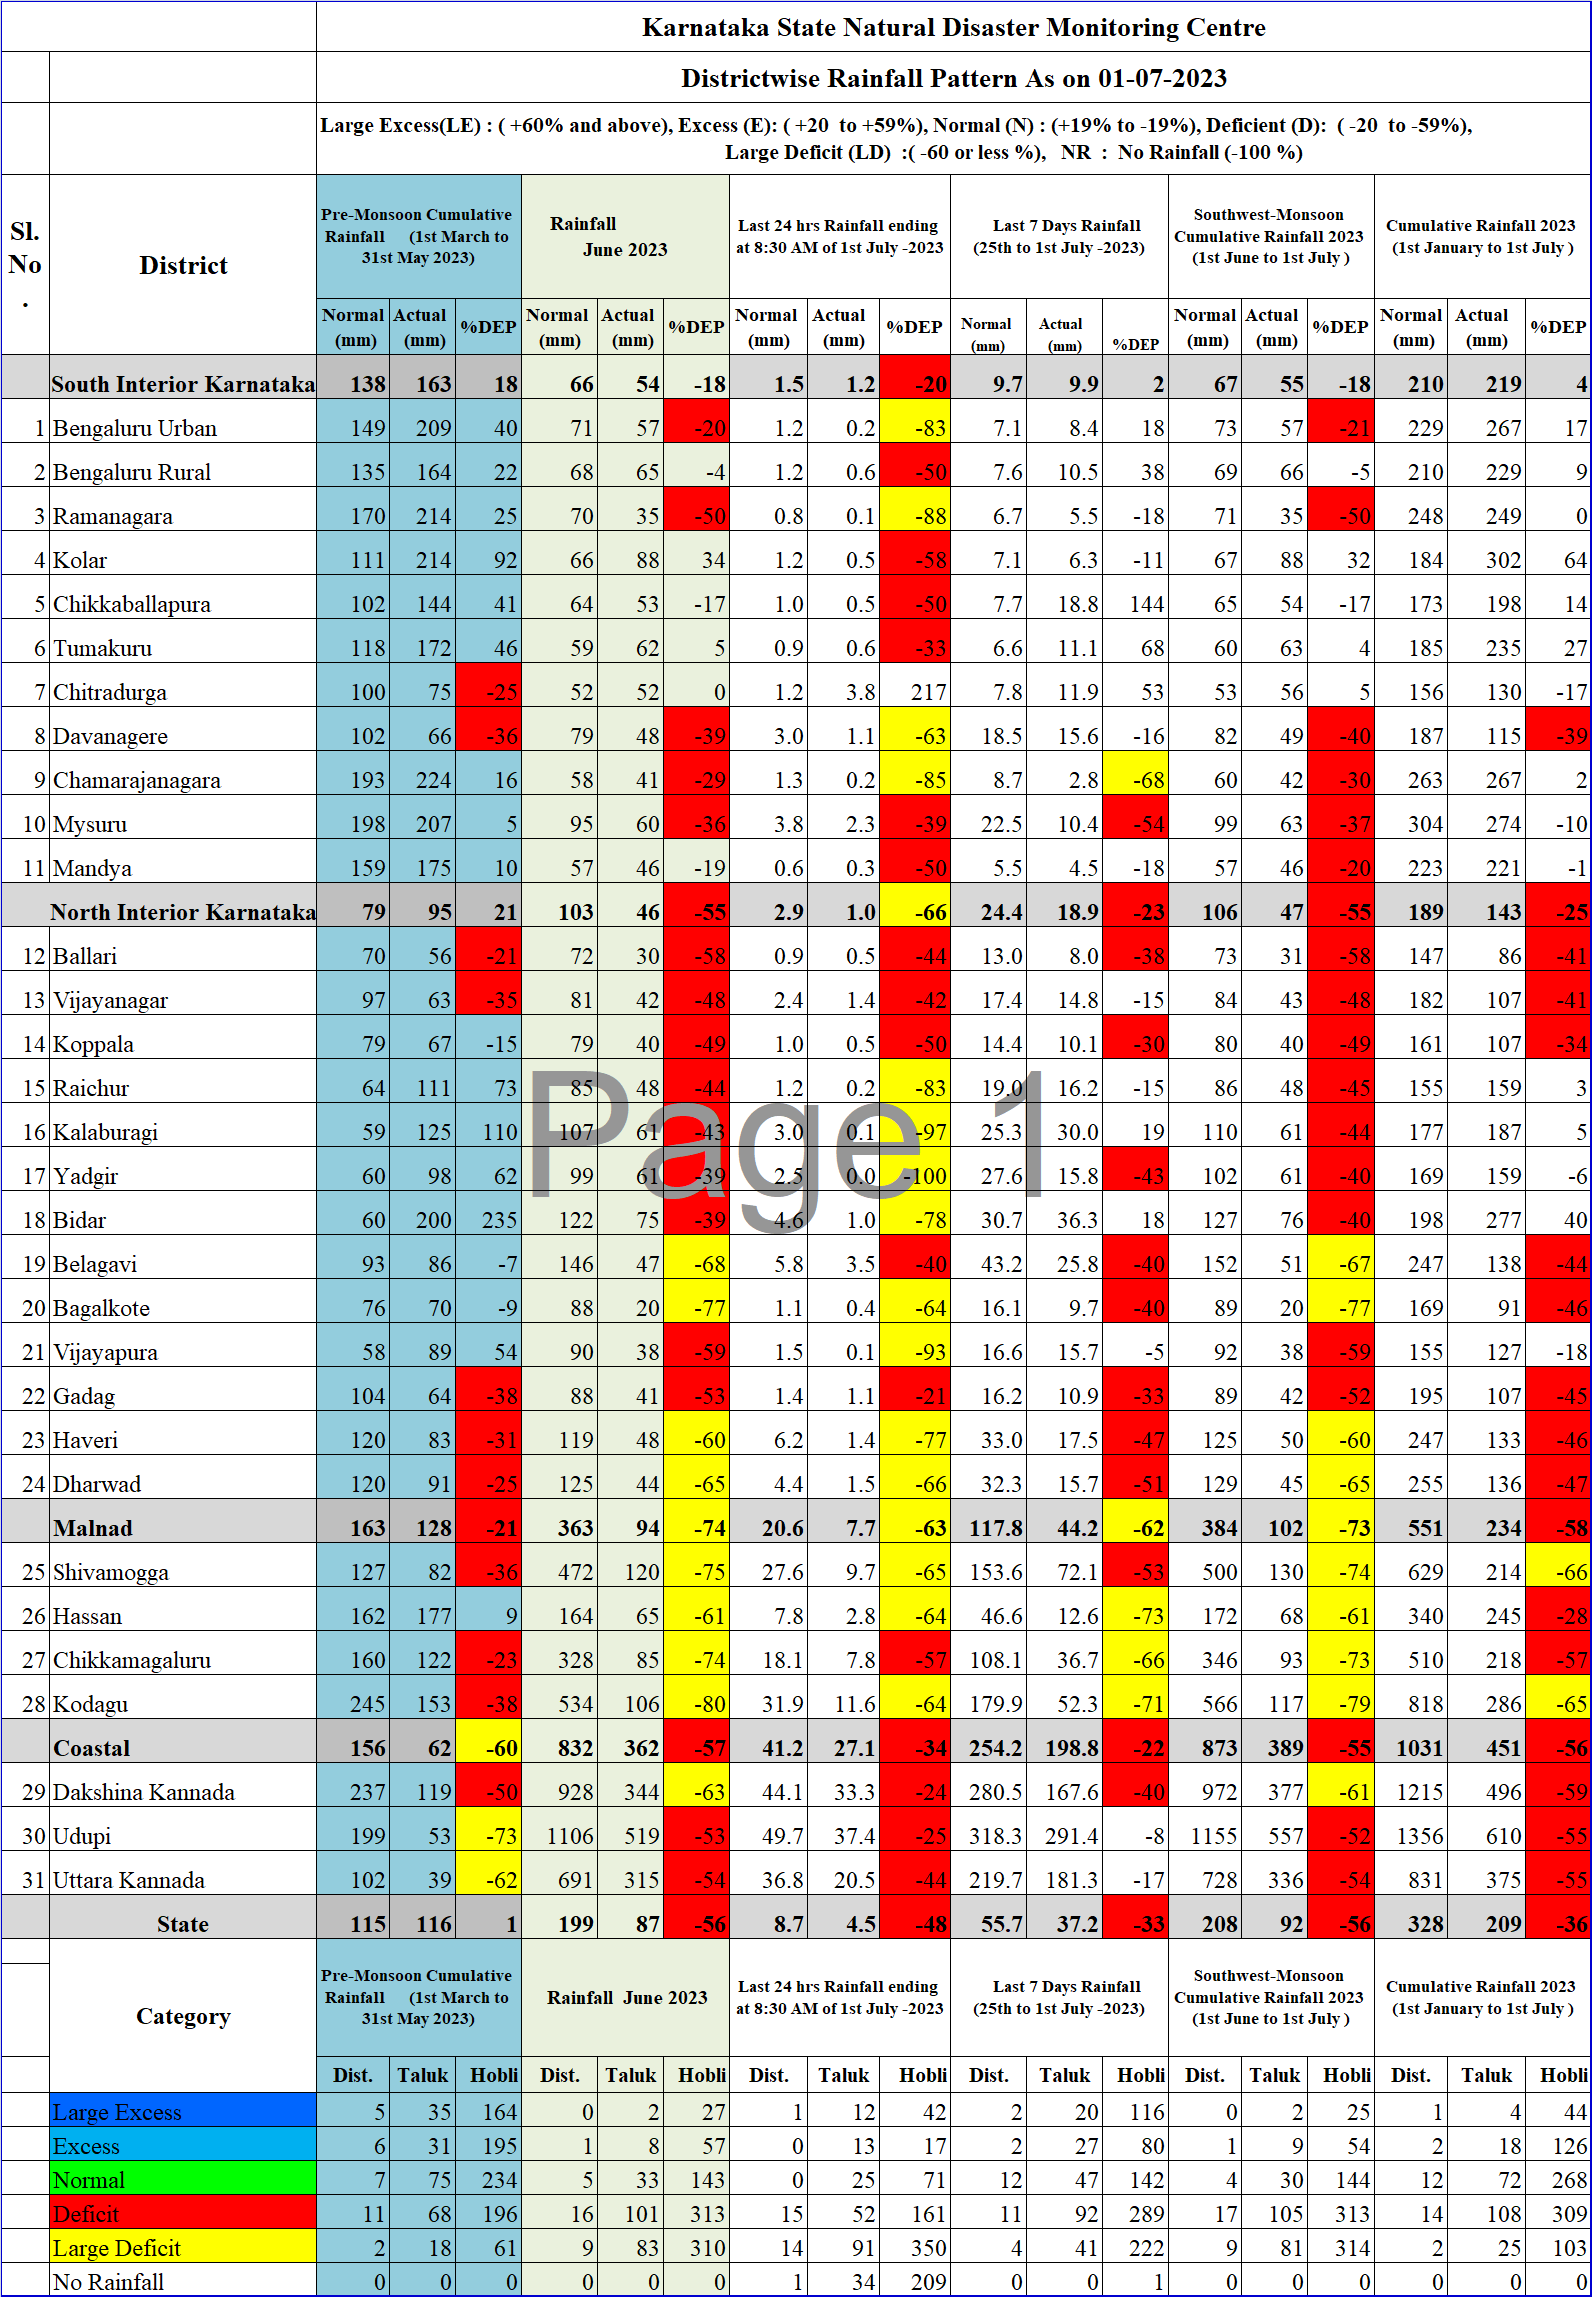 Karnataka State Natural Disaster Monitoring Centre
Districtwise Rainfall Pattern As on 01-07-2023
Large Excess(LE) : ( +60% and above), Excess (E): ( +20 to +59%), Normal (N) : (+19% to -19%), Deficient (D): ( -20 to -59%),
Large Deficit (LD) :( -60 or less %), NR : No Rainfall (-100 %)
Sl. No . District Pre-Monsoon Cumulative Rainfall (1st March to 31st May 2023) Rainfall June 2023 Last 24 hrs Rainfall ending at 8:30 AM of 1st July -2023 Last 7 Days Rainfall (25th to 1st July -2023) Southwest-Monsoon Cumulative Rainfall 2023 (1st June to 1st July ) Cumulative Rainfall 2023 (1st January to 1st July )
Normal (mm) Actual (mm) %DEP Normal (mm) Actual (mm) %DEP Normal (mm) Actual (mm) %DEP Normal (mm) Actual (mm) %DEP Normal (mm) Actual (mm) %DEP Normal (mm) Actual (mm) %DEP
South Interior Karnataka 138 163 18 66 54 -18 1.5 1.2 -20 9.7 9.9 2 67 55 -18 210 219 4
1 Bengaluru Urban 149 209 40 71 57 -20 1.2 0.2 -83 7.1 8.4 18 73 57 -21 229 267 17
2 Bengaluru Rural 135 164 22 68 65 -4 1.2 0.6 -50 7.6 10.5 38 69 66 -5 210 229 9
3 Ramanagara 170 214 25 70 35 -50 0.8 0.1 -88 6.7 5.5 -18 71 35 -50 248 249 0
4 Kolar 111 214 92 66 88 34 1.2 0.5 -58 7.1 6.3 -11 67 88 32 184 302 64
5 Chikkaballapura 102 144 41 64 53 -17 1.0 0.5 -50 7.7 18.8 144 65 54 -17 173 198 14
6 Tumakuru 118 172 46 59 62 5 0.9 0.6 -33 6.6 11.1 68 60 63 4 185 235 27
7 Chitradurga 100 75 -25 52 52 0 1.2 3.8 217 7.8 11.9 53 53 56 5 156 130 -17
8 Davanagere 102 66 -36 79 48 -39 3.0 1.1 -63 18.5 15.6 -16 82 49 -40 187 115 -39
9 Chamarajanagara 193 224 16 58 41 -29 1.3 0.2 -85 8.7 2.8 -68 60 42 -30 263 267 2
10 Mysuru 198 207 5 95 60 -36 3.8 2.3 -39 22.5 10.4 -54 99 63 -37 304 274 -10
11 Mandya 159 175 10 57 46 -19 0.6 0.3 -50 5.5 4.5 -18 57 46 -20 223 221 -1
North Interior Karnataka 79 95 21 103 46 -55 2.9 1.0 -66 24.4 18.9 -23 106 47 -55 189 143 -25
12 Ballari 70 56 -21 72 30 -58 0.9 0.5 -44 13.0 8.0 -38 73 31 -58 147 86 -41
13 Vijayanagar 97 63 -35 81 42 -48 2.4 1.4 -42 17.4 14.8 -15 84 43 -48 182 107 -41
14 Koppala 79 67 -15 79 40 -49 1.0 0.5 -50 14.4 10.1 -30 80 40 -49 161 107 -34
15 Raichur 64 111 73 85 48 -44 1.2 0.2 -83 19.0 16.2 -15 86 48 -45 155 159 3
16 Kalaburagi 59 125 110 107 61 -43 3.0 0.1 -97 25.3 30.0 19 110 61 -44 177 187 5
17 Yadgir 60 98 62 99 61 -39 2.5 0.0 -100 27.6 15.8 -43 102 61 -40 169 159 -6
18 Bidar 60 200 235 122 75 -39 4.6 1.0 -78 30.7 36.3 18 127 76 -40 198 277 40
19 Belagavi 93 86 -7 146 47 -68 5.8 3.5 -40 43.2 25.8 -40 152 51 -67 247 138 -44
20 Bagalkote 76 70 -9 88 20 -77 1.1 0.4 -64 16.1 9.7 -40 89 20 -77 169 91 -46
21 Vijayapura 58 89 54 90 38 -59 1.5 0.1 -93 16.6 15.7 -5 92 38 -59 155 127 -18
22 Gadag 104 64 -38 88 41 -53 1.4 1.1 -21 16.2 10.9 -33 89 42 -52 195 107 -45
23 Haveri 120 83 -31 119 48 -60 6.2 1.4 -77 33.0 17.5 -47 125 50 -60 247 133 -46
24 Dharwad 120 91 -25 125 44 -65 4.4 1.5 -66 32.3 15.7 -51 129 45 -65 255 136 -47
Malnad 163 128 -21 363 94 -74 20.6 7.7 -63 117.8 44.2 -62 384 102 -73 551 234 -58
25 Shivamogga 127 82 -36 472 120 -75 27.6 9.7 -65 153.6 72.1 -53 500 130 -74 629 214 -66
26 Hassan 162 177 9 164 65 -61 7.8 2.8 -64 46.6 12.6 -73 172 68 -61 340 245 -28
27 Chikkamagaluru 160 122 -23 328 85 -74 18.1 7.8 -57 108.1 36.7 -66 346 93 -73 510 218 -57
28 Kodagu 245 153 -38 534 106 -80 31.9 11.6 -64 179.9 52.3 -71 566 117 -79 818 286 -65
Coastal 156 62 -60 832 362 -57 41.2 27.1 -34 254.2 198.8 -22 873 389 -55 1031 451 -56
29 Dakshina Kannada 237 119 -50 928 344 -63 44.1 33.3 -24 280.5 167.6 -40 972 377 -61 1215 496 -59
30 Udupi 199 53 -73 1106 519 -53 49.7 37.4 -25 318.3 291.4 -8 1155 557 -52 1356 610 -55
31 Uttara Kannada 102 39 -62 691 315 -54 36.8 20.5 -44 219.7 181.3 -17 728 336 -54 831 375 -55
State 115 116 1 199 87 -56 8.7 4.5 -48 55.7 37.2 -33 208 92 -56 328 209 -36
Category Pre-Monsoon Cumulative Rainfall (1st March to 31st May 2023) Rainfall June 2023 Last 24 hrs Rainfall ending at 8:30 AM of 1st July -2023 Last 7 Days Rainfall (25th to 1st July -2023) Southwest-Monsoon Cumulative Rainfall 2023 (1st June to 1st July ) Cumulative Rainfall 2023 (1st January to 1st July )
Dist. Taluk Hobli Dist. Taluk Hobli Dist. Taluk Hobli Dist. Taluk Hobli Dist. Taluk Hobli Dist. Taluk Hobli
Large Excess 5 35 164 0 2 27 1 12 42 2 20 116 0 2 25 1 4 44
Excess 6 31 195 1 8 57 0 13 17 2 27 80 1 9 54 2 18 126
Normal 7 75 234 5 33 143 0 25 71 12 47 142 4 30 144 12 72 268
Deficit 11 68 196 16 101 313 15 52 161 11 92 289 17 105 313 14 108 309
Large Deficit 2 18 61 9 83 310 14 91 350 4 41 222 9 81 314 2 25 103
No Rainfall 0 0 0 0 0 0 1 34 209 0 0 1 0 0 0 0 0 0
Page 1